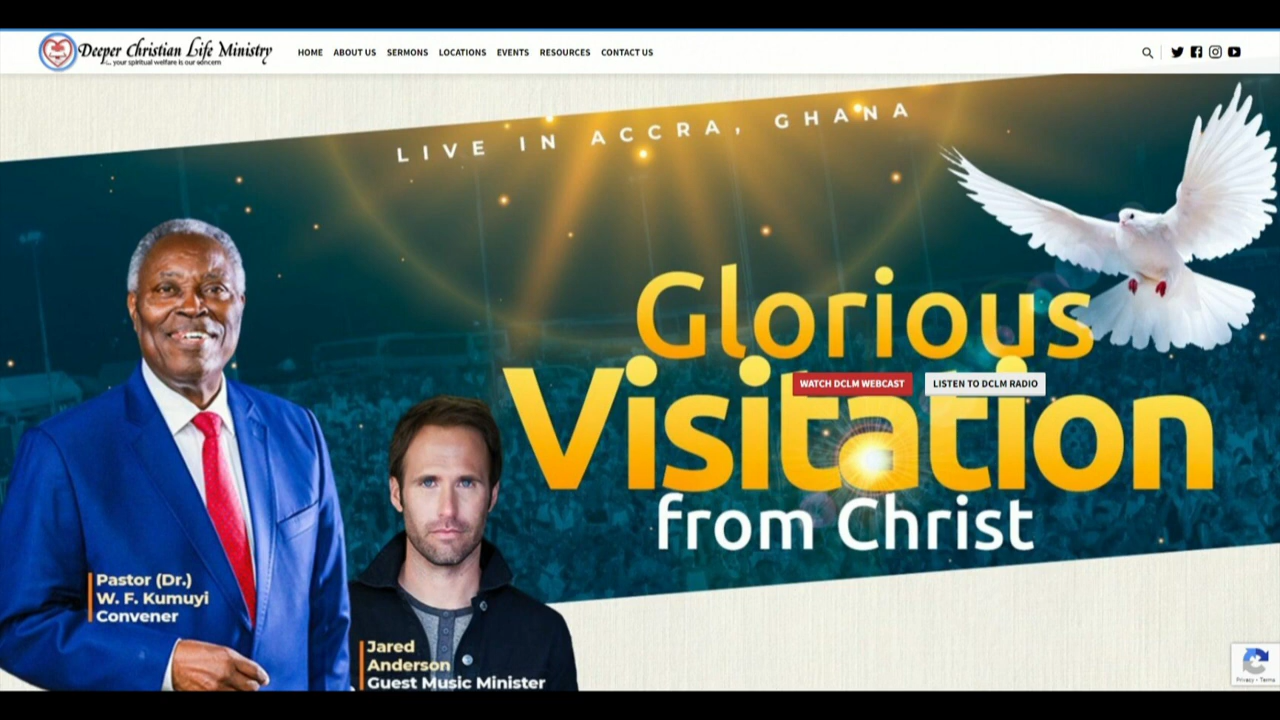 Deeper Christian Life Ministry
... your spiritual welfare is our concern
HOME ABOUT US SERMONS LOCATIONS EVENTS RESOURCES CONTACT US
LIVE IN ACCRA, GHANA
Glorious
Visitation
WATCH DCLM WEBCAST LISTEN TO DCLM RADIO
from Christ
Pastor (Dr.)
W. F. Kumuyi
Convener
Jared
Anderson
Guest Music Minister
Privacy - Terms